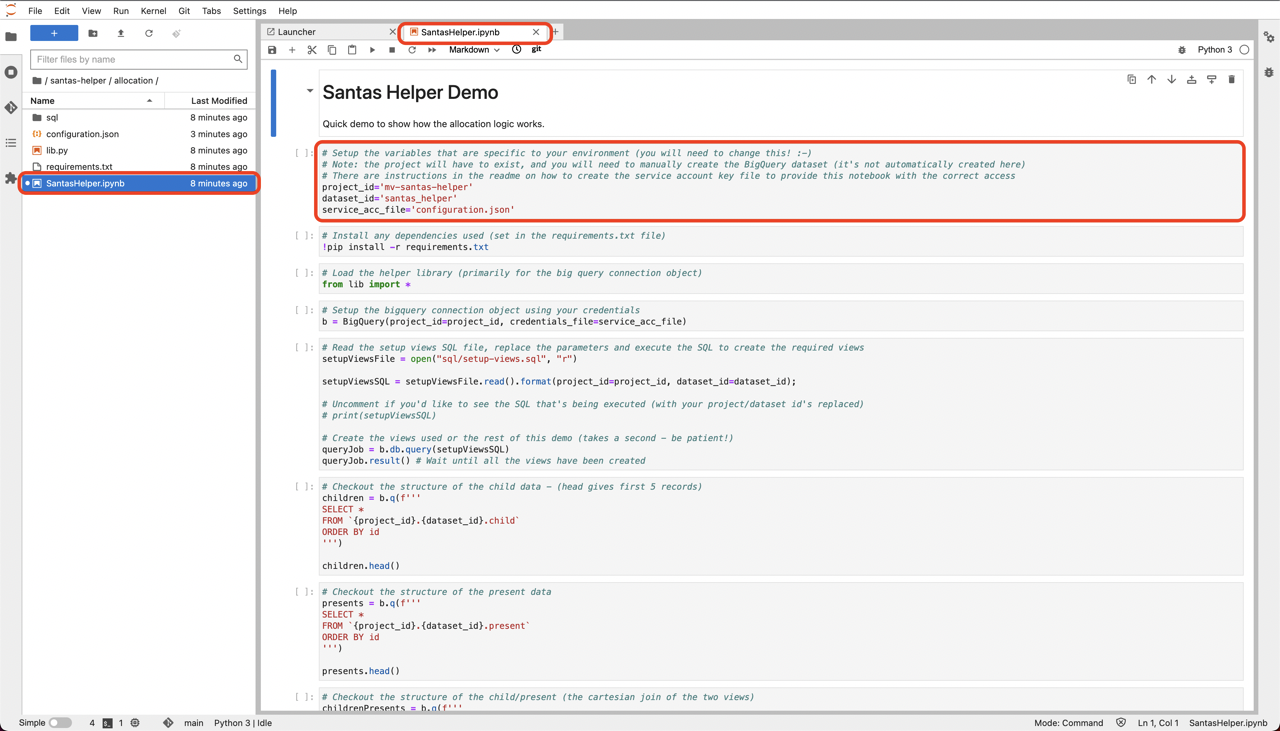 File Edit View Run Kernel Git Tabs Settings Help
Launcher
SantasHelper.ipynb
Markdown
git
Python 3
Filter files by name
/ santas-helper / allocation /
Name Last Modified
sql 8 minutes ago
configuration.json 3 minutes ago
lib.py 8 minutes ago
requirements.txt 8 minutes ago
SantasHelper.ipynb 8 minutes ago
Santas Helper Demo
Quick demo to show how the allocation logic works.
[ ]: # Setup the variables that are specific to your environment (you will need to change this! :-)
# Note: the project will have to exist, and you will need to manually create the BigQuery dataset (it's not automatically created here)
# There are instructions in the readme on how to create the service account key file to provide this notebook with the correct access
project_id='mv-santas-helper'
dataset_id='santas_helper'
service_acc_file='configuration.json'
[ ]: # Install any dependencies used (set in the requirements.txt file)
!pip install -r requirements.txt
[ ]: # Load the helper library (primarily for the big query connection object)
from lib import *
[ ]: # Setup the bigquery connection object using your credentials
b = BigQuery(project_id=project_id, credentials_file=service_acc_file)
[ ]: # Read the setup views SQL file, replace the parameters and execute the SQL to create the required views
setupViewsFile = open("sql/setup-views.sql", "r")
setupViewsSQL = setupViewsFile.read().format(project_id=project_id, dataset_id=dataset_id);
# Uncomment if you'd like to see the SQL that's being executed (with your project/dataset id's replaced)
# print(setupViewsSQL)
# Create the views used or the rest of this demo (takes a second - be patient!)
queryJob = b.db.query(setupViewsSQL)
queryJob.result() # Wait until all the views have been created
[ ]: # Checkout the structure of the child data - (head gives first 5 records)
children = b.q(f'''
SELECT *
FROM `{project_id}.{dataset_id}.child`
ORDER BY id
''')
children.head()
[ ]: # Checkout the structure of the present data
presents = b.q(f'''
SELECT *
FROM `{project_id}.{dataset_id}.present`
ORDER BY id
''')
presents.head()
[ ]: # Checkout the structure of the child/present (the cartesian join of the two views)
childrenPresents = b.q(f'''
Simple 4 1 main Python 3 | Idle Mode: Command Ln 1, Col 1 SantasHelper.ipynb